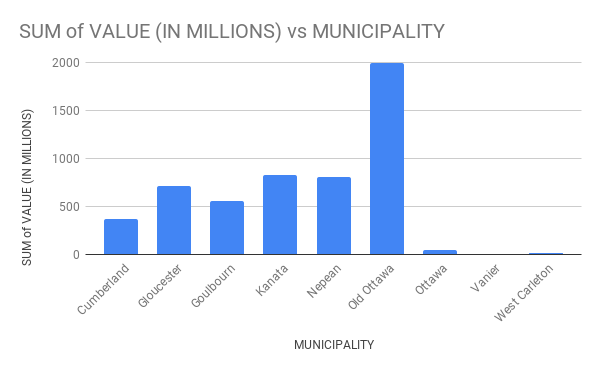 SUM of VALUE (IN MILLIONS) vs MUNICIPALITY
SUM of VALUE (IN MILLIONS)
2000
1500
1000
500
0
Cumberland
Gloucester
Goulbourn
Kanata
Nepean
Old Ottawa
Ottawa
Vanier
West Carleton
MUNICIPALITY